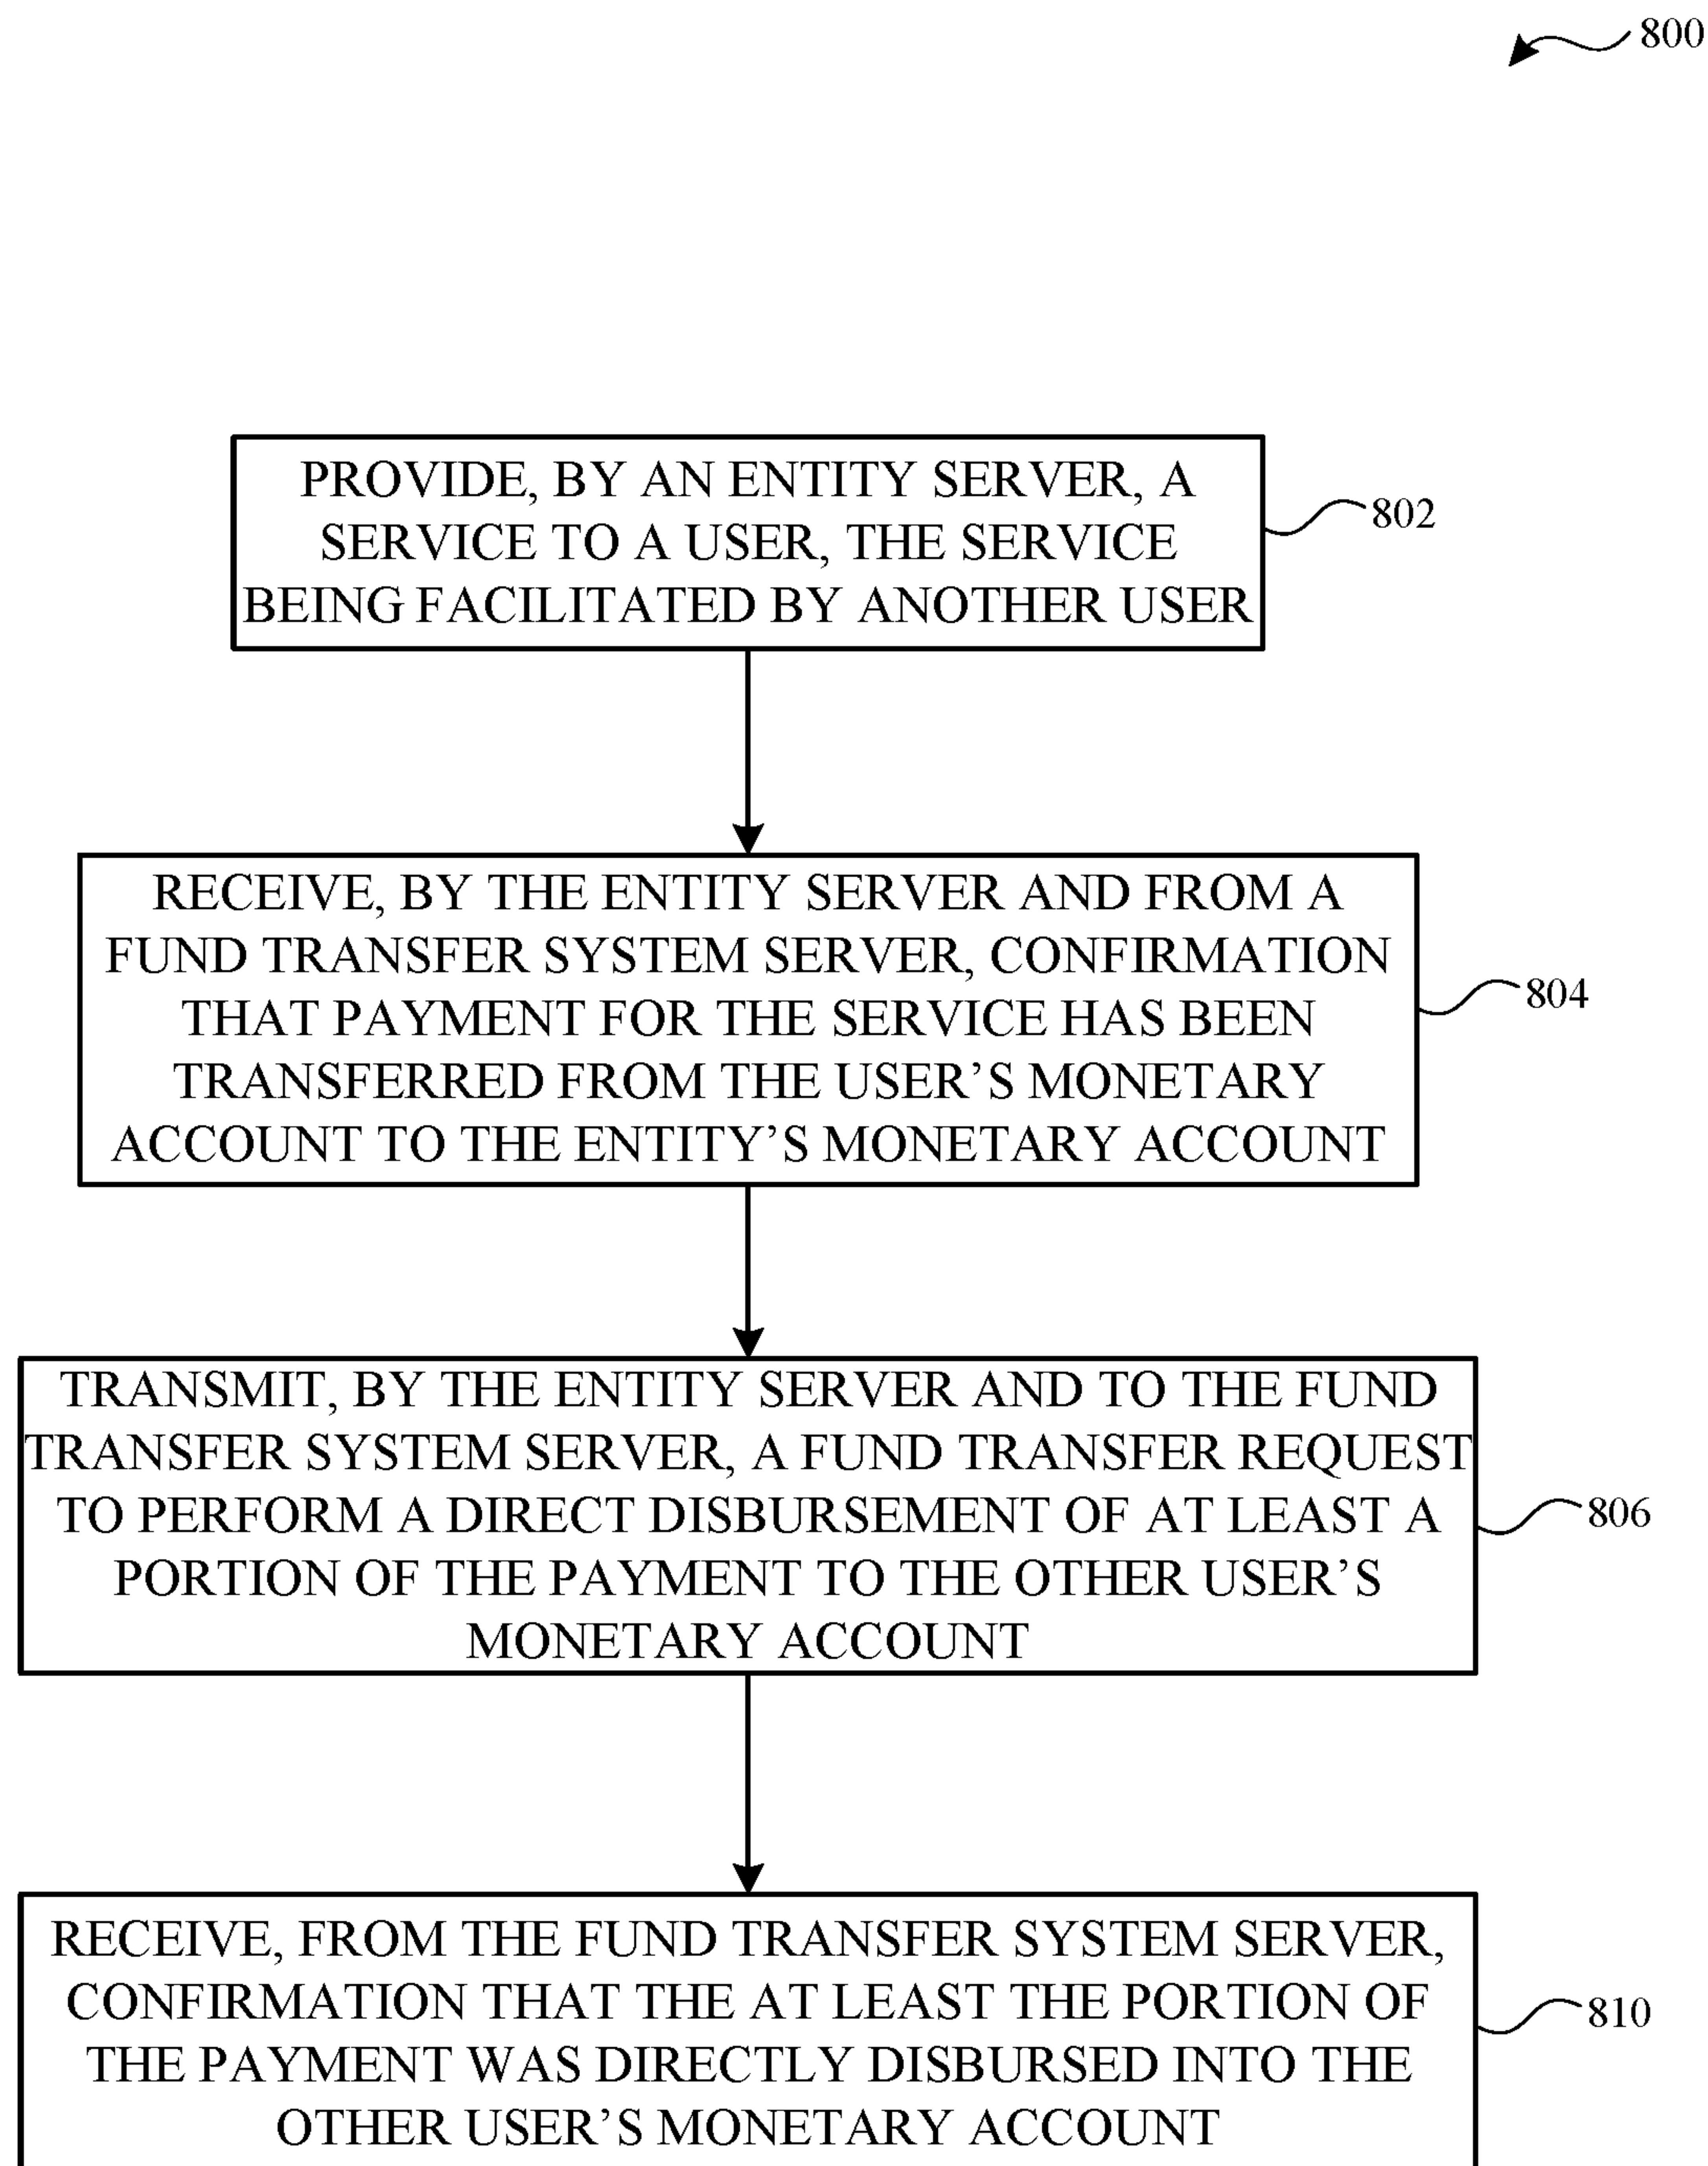 800
PROVIDE, BY AN ENTITY SERVER, A
SERVICE TO A USER, THE SERVICE
BEING FACILITATED BY ANOTHER USER
802
RECEIVE, BY THE ENTITY SERVER AND FROM A
FUND TRANSFER SYSTEM SERVER, CONFIRMATION
THAT PAYMENT FOR THE SERVICE HAS BEEN
TRANSFERRED FROM THE USER’S MONETARY
ACCOUNT TO THE ENTITY’S MONETARY ACCOUNT
804
TRANSMIT, BY THE ENTITY SERVER AND TO THE FUND
TRANSFER SYSTEM SERVER, A FUND TRANSFER REQUEST
TO PERFORM A DIRECT DISBURSEMENT OF AT LEAST A
PORTION OF THE PAYMENT TO THE OTHER USER’S
MONETARY ACCOUNT
806
RECEIVE, FROM THE FUND TRANSFER SYSTEM SERVER,
CONFIRMATION THAT THE AT LEAST THE PORTION OF
THE PAYMENT WAS DIRECTLY DISBURSED INTO THE
OTHER USER’S MONETARY ACCOUNT
810